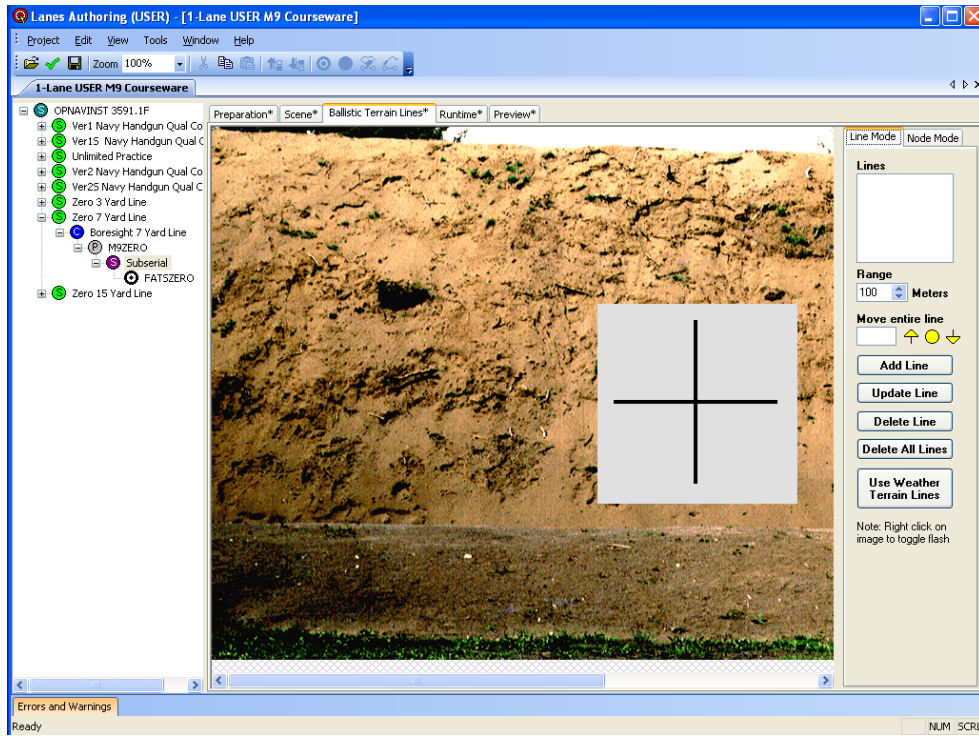 Lanes Authoring (USER) - [1-Lane USER M9 Courseware]
Project Edit View Tools Window Help
Zoom 100%
1-Lane USER M9 Courseware
OPNAVINST 3591.1F
S Ver1 Navy Handgun Qual Co
S Ver1S Navy Handgun Qual C
S Unlimited Practice
S Ver2 Navy Handgun Qual Co
S Ver2S Navy Handgun Qual C
S Zero 3 Yard Line
S Zero 7 Yard Line
C Boresight 7 Yard Line
P M9ZERO
S Subserial
FATSZERO
S Zero 15 Yard Line
Preparation* Scene* Ballistic Terrain Lines* Runtime* Preview*
Line Mode Node Mode
Lines
Range
100 Meters
Move entire line
Add Line
Update Line
Delete Line
Delete All Lines
Use Weather
Terrain Lines
Note: Right click on
image to toggle flash
Errors and Warnings
Ready NUM SCRL